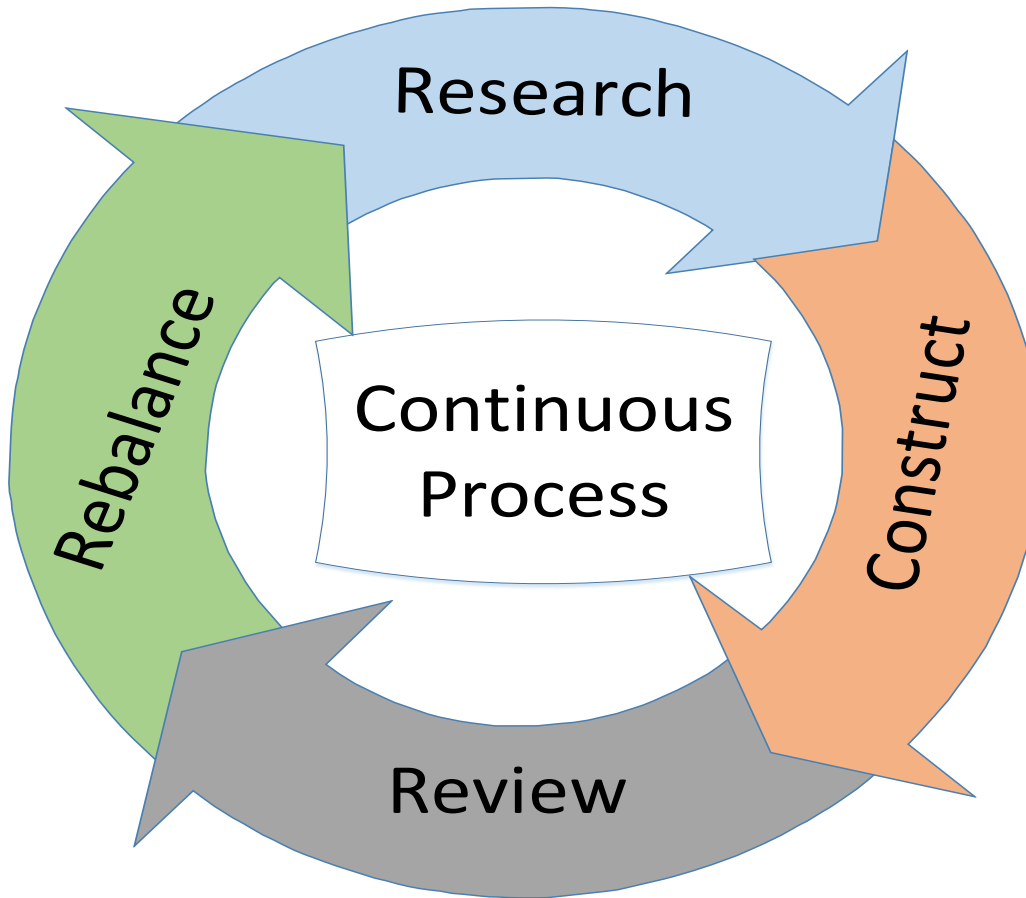 Research
Construct
Review
Rebalance
Continuous
Process